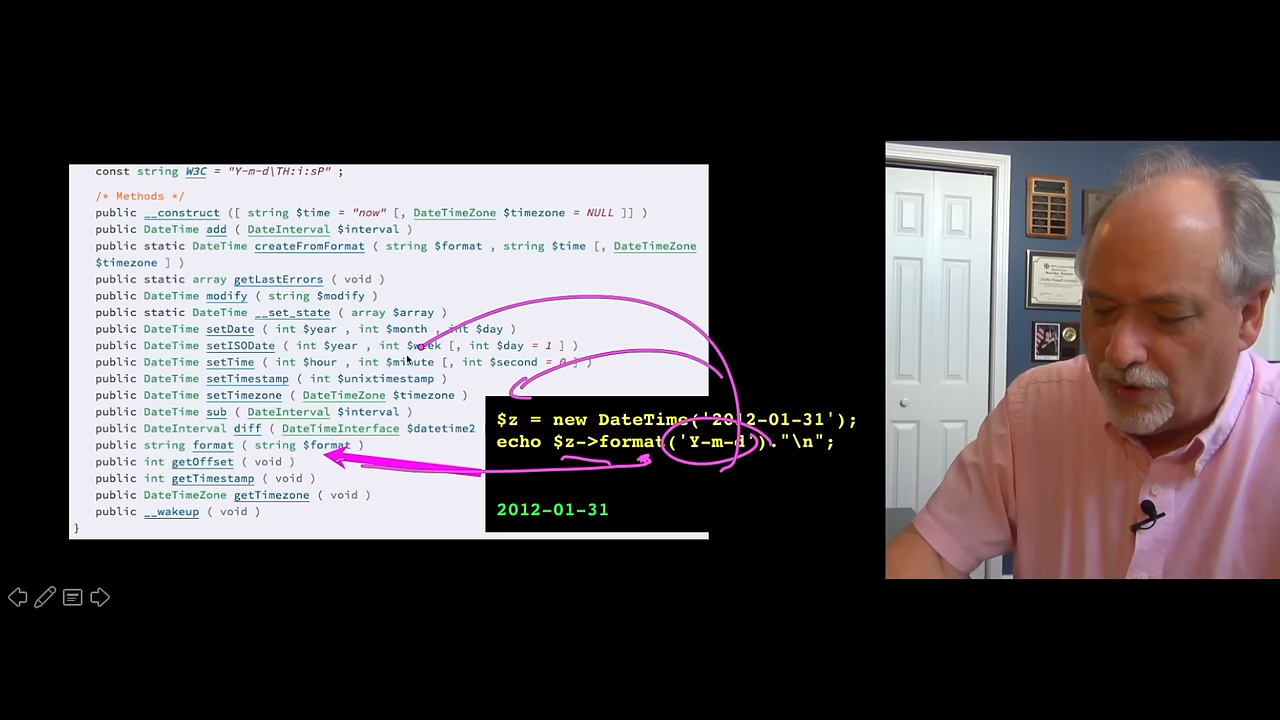 const string W3C = "Y-m-d\TH:i:sP" ;
/* Methods */
public __construct ([ string $time = "now" [, DateTimeZone $timezone = NULL ]] )
public DateTime add ( DateInterval $interval )
public static DateTime createFromFormat ( string $format , string $time [, DateTimeZone
$timezone ] )
public static array getLastErrors ( void )
public DateTime modify ( string $modify )
public static DateTime __set_state ( array $array )
public DateTime setDate ( int $year , int $month , int $day )
public DateTime setISODate ( int $year , int $week [, int $day = 1 ] )
public DateTime setTime ( int $hour , int $minute [, int $second = 0 ] )
public DateTime setTimestamp ( int $unixtimestamp )
public DateTime setTimezone ( DateTimeZone $timezone )
public DateTime sub ( DateInterval $interval )
public DateInterval diff ( DateTimeInterface $datetime2
public string format ( string $format )
public int getOffset ( void )
public int getTimestamp ( void )
public DateTimeZone getTimezone ( void )
public __wakeup ( void )
}
$z = new DateTime('2012-01-31');
echo $z->format('Y-m-d')."\n";
2012-01-31